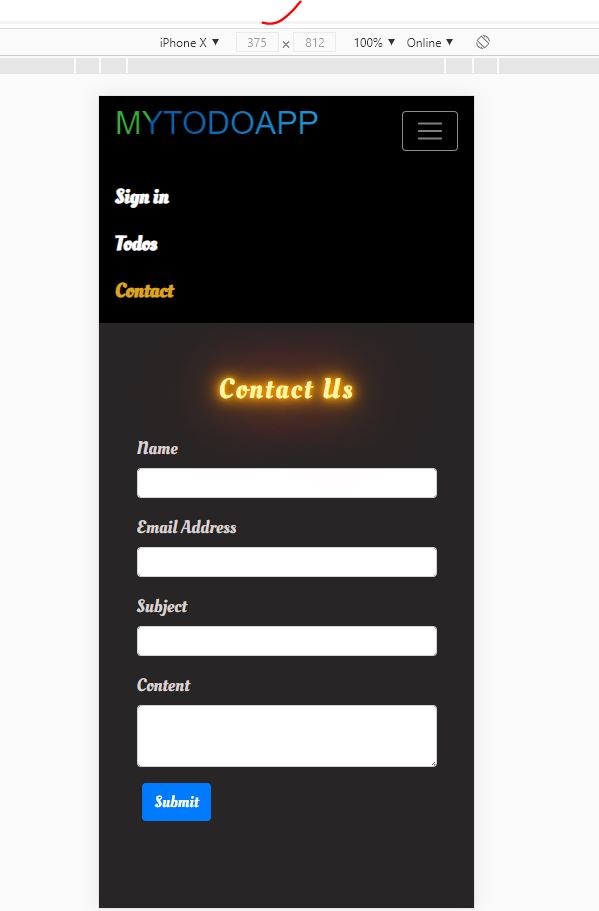 iPhone X ▼ 375 × 812 100% ▼ Online ▼
MYTODOAPP
Sign in
Todos
Contact
Contact Us
Name
Email Address
Subject
Content
Submit